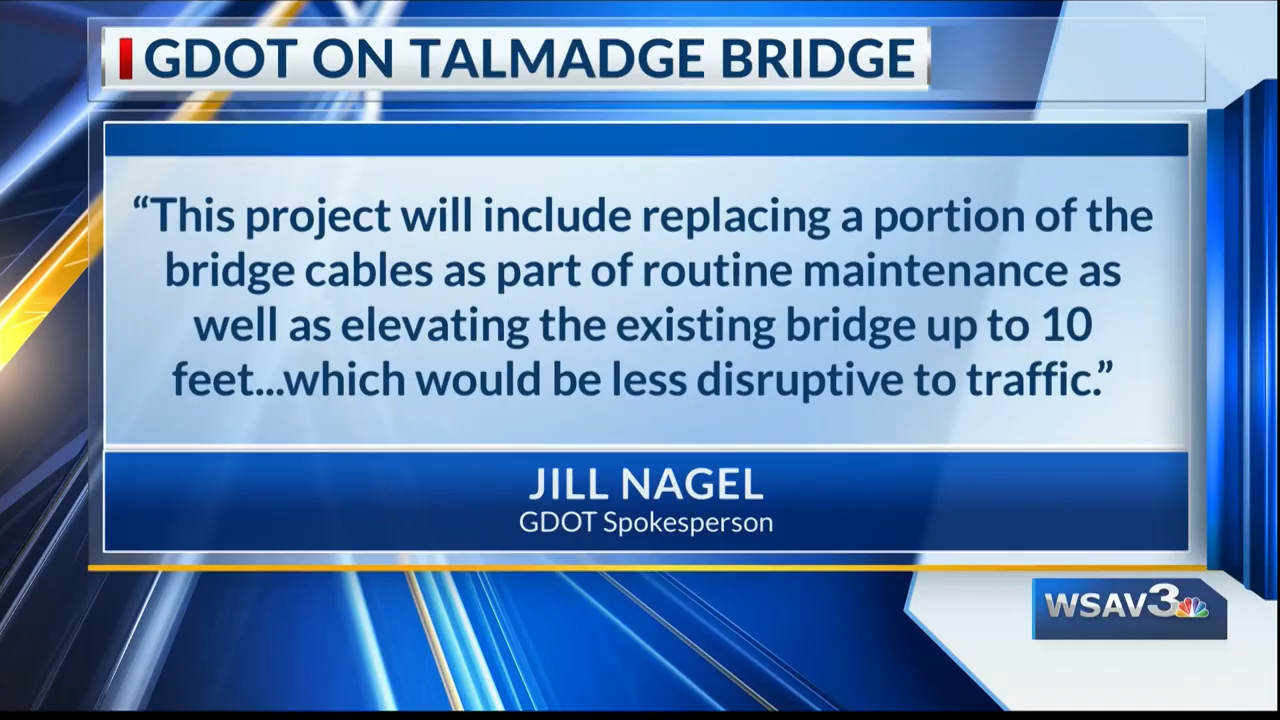 GDOT ON TALMADGE BRIDGE
“This project will include replacing a portion of the
bridge cables as part of routine maintenance as
well as elevating the existing bridge up to 10
feet...which would be less disruptive to traffic.”
JILL NAGEL
GDOT Spokesperson
WSAV3